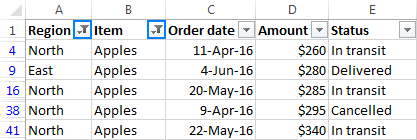 A B C D E
1 Region Item Order date Amount Status
4 North Apples 11-Apr-16 $260 In transit
9 East Apples 4-Jun-16 $280 Delivered
16 North Apples 20-May-16 $285 In transit
38 North Apples 9-Apr-16 $295 Cancelled
41 North Apples 22-May-16 $340 In transit